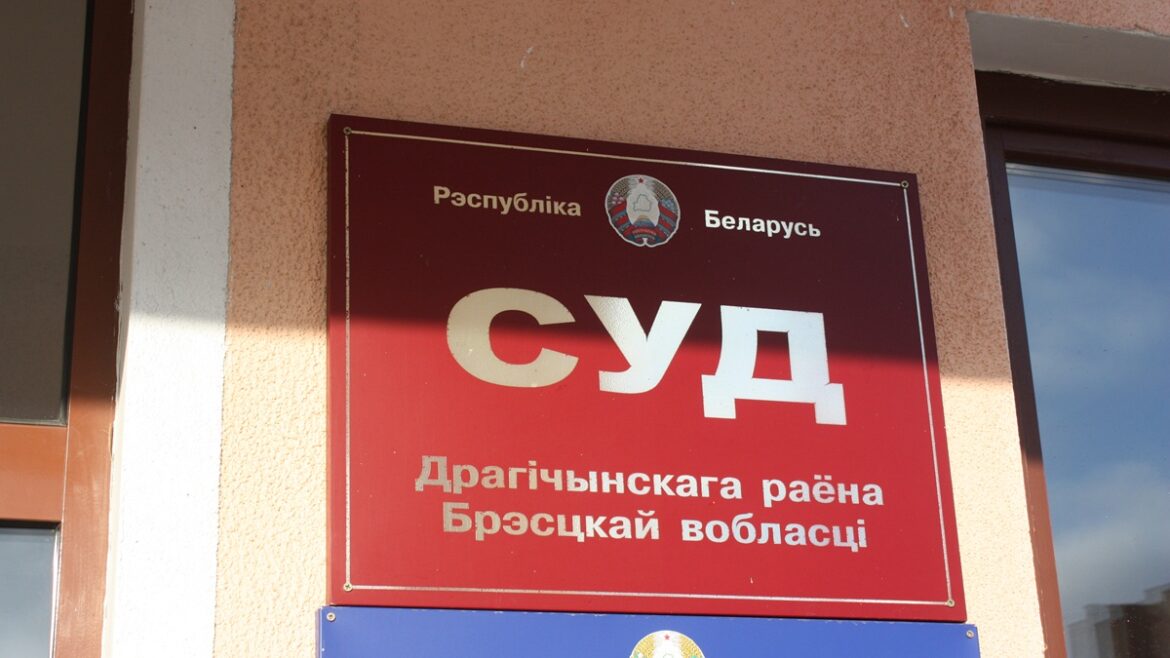 Рэспубліка Беларусь
СУД
Драгічынскага раёна
Брэсцкай вобласці